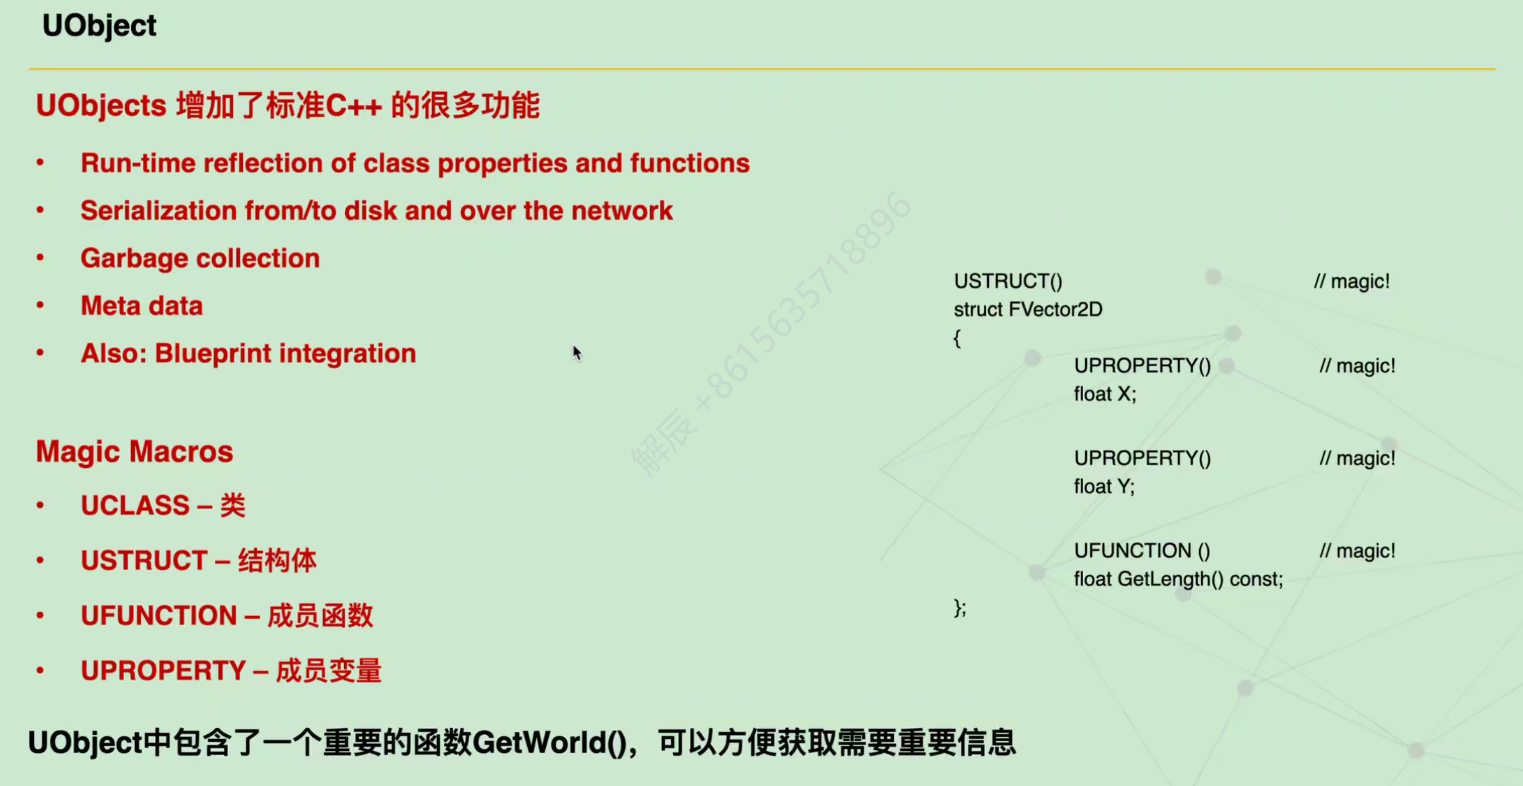 UObject
UObjects 增加了标准C++ 的很多功能
• Run-time reflection of class properties and functions
• Serialization from/to disk and over the network
• Garbage collection
• Meta data
• Also: Blueprint integration
Magic Macros
• UCLASS – 类
• USTRUCT – 结构体
• UFUNCTION – 成员函数
• UPROPERTY – 成员变量
UObject中包含了一个重要的函数GetWorld()，可以方便获取需要重要信息
USTRUCT() // magic!
struct FVector2D
{
UPROPERTY() // magic!
float X;
UPROPERTY() // magic!
float Y;
UFUNCTION () // magic!
float GetLength() const;
};
解辰 +8615635718896